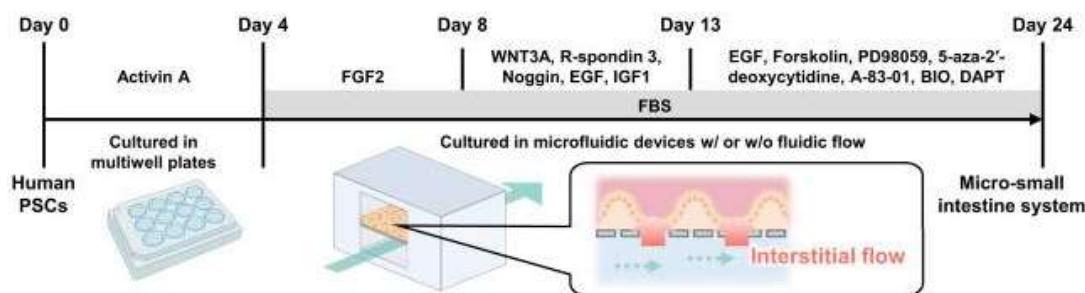 Day 0
Day 4
Day 8
Day 13
Day 24
Activin A
FGF2
WNT3A, R-spondin 3,
Noggin, EGF, IGF1
EGF, Forskolin, PD98059, 5-aza-2′-
deoxycytidine, A-83-01, BIO, DAPT
FBS
Cultured in
multiwell plates
Cultured in microfluidic devices w/ or w/o fluidic flow
Human
PSCs
Micro-small
intestine system
Interstitial flow